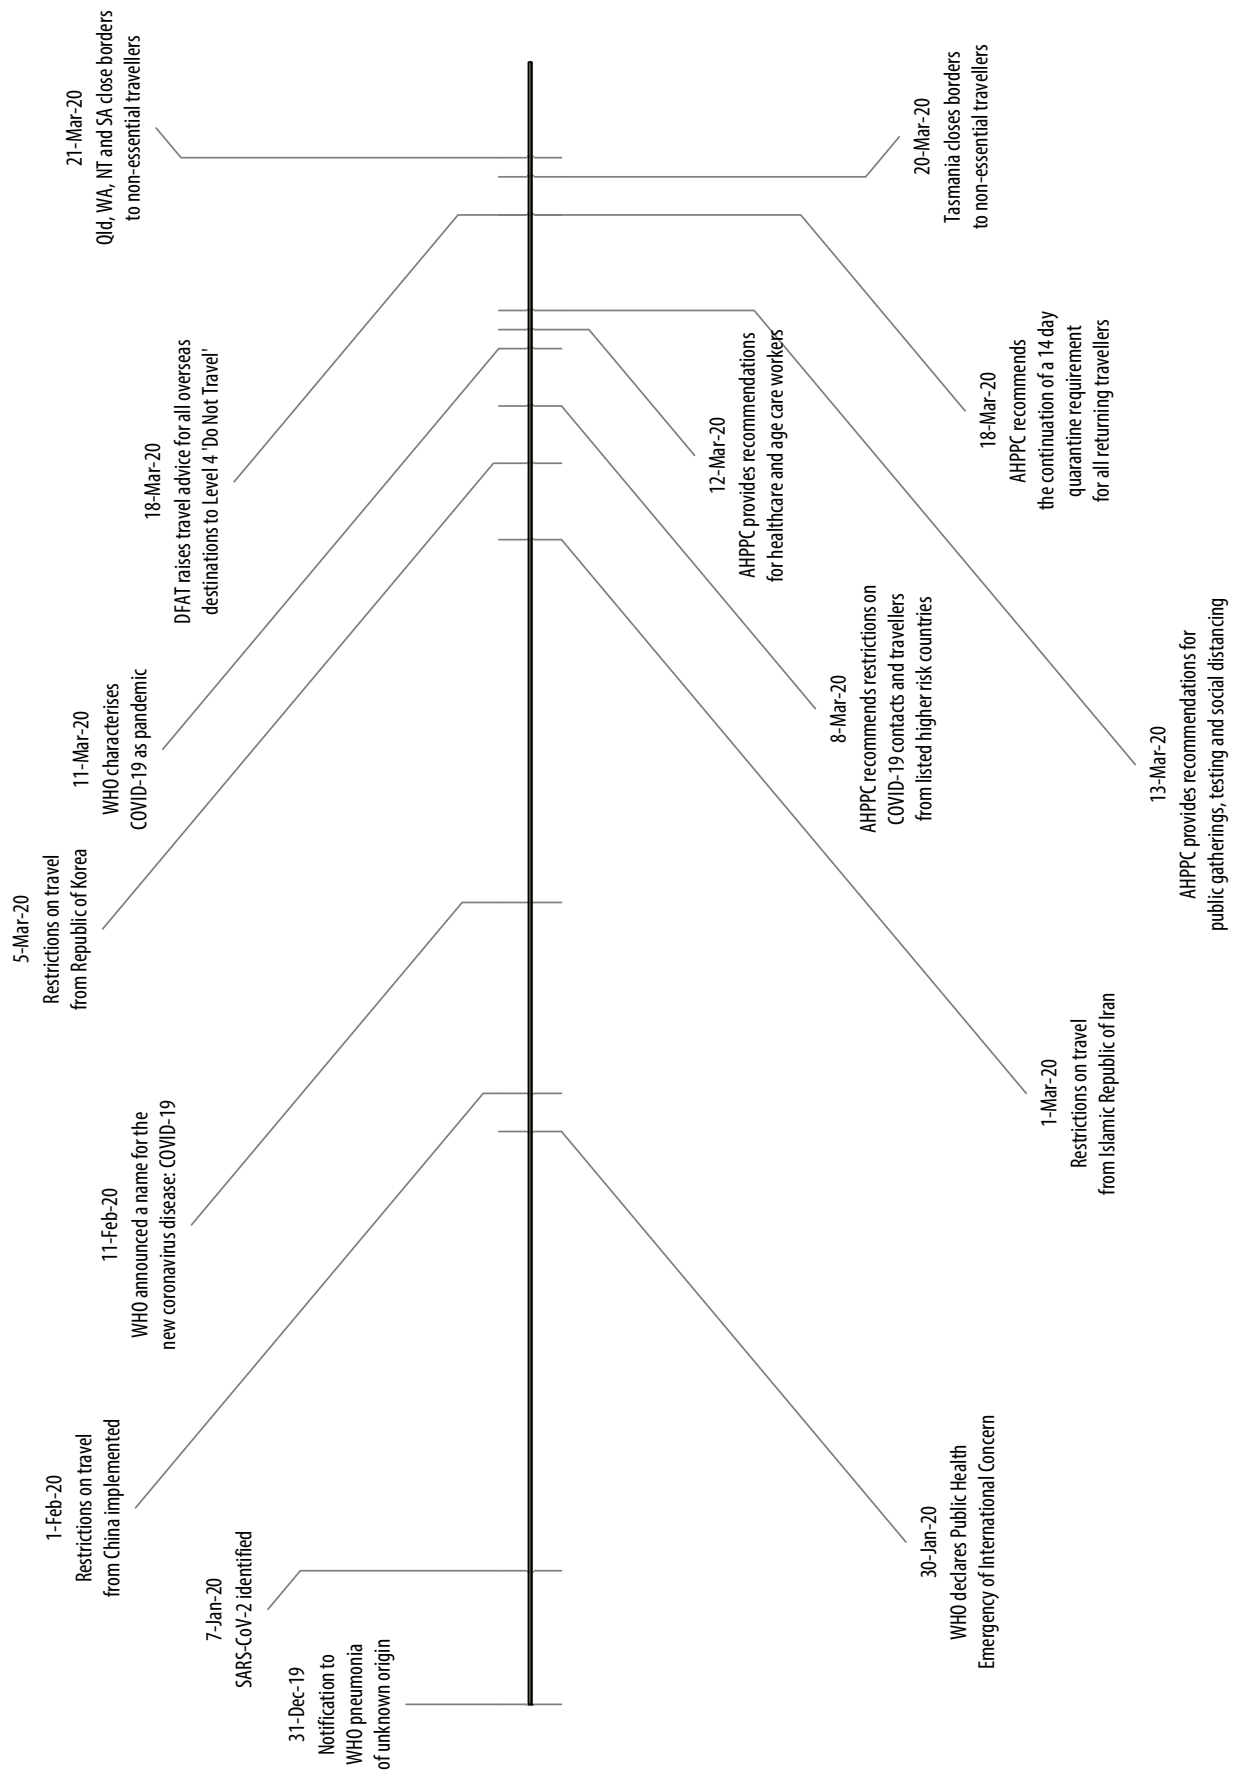 31-Dec-19
Notification to
WHO pneumonia
of unknown origin
7-Jan-20
SARS-CoV-2 identified
1-Feb-20
Restrictions on travel
from China implemented
11-Feb-20
WHO announced a name for the
new coronavirus disease: COVID-19
5-Mar-20
Restrictions on travel
from Republic of Korea
11-Mar-20
WHO characterises
COVID-19 as pandemic
18-Mar-20
DFAT raises travel advice for all overseas
destinations to Level 4 'Do Not Travel'
21-Mar-20
Qld, WA, NT and SA close borders
to non-essential travellers
30-Jan-20
WHO declares Public Health
Emergency of International Concern
1-Mar-20
Restrictions on travel
from Islamic Republic of Iran
8-Mar-20
AHPPC recommends restrictions on
COVID-19 contacts and travellers
from listed higher risk countries
12-Mar-20
AHPPC provides recommendations
for healthcare and age care workers
13-Mar-20
AHPPC provides recommendations for
public gatherings, testing and social distancing
18-Mar-20
AHPPC recommends
the continuation of a 14 day
quarantine requirement
for all returning travellers
20-Mar-20
Tasmania closes borders
to non-essential travellers